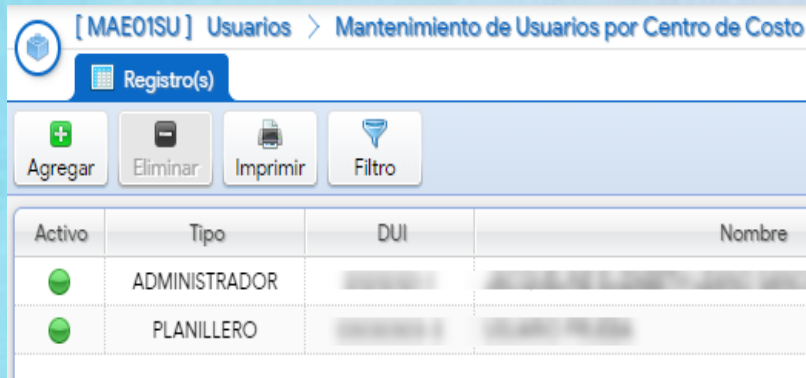 [ MAE01SU ] Usuarios > Mantenimiento de Usuarios por Centro de Costo
Registro(s)
Agregar Eliminar Imprimir Filtro
Activo Tipo DUI Nombre
ADMINISTRADOR
PLANILLERO